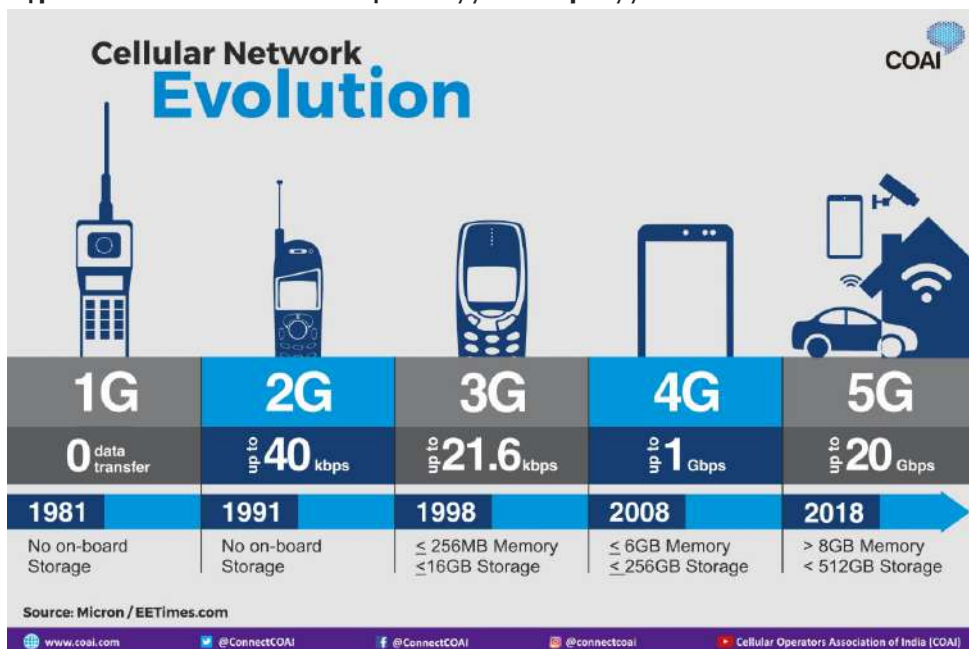 Cellular Network
Evolution
COAI
1G
2G
3G
4G
5G
0 data transfer
up to 40 kbps
up to 21.6 kbps
up to 1 Gbps
up to 20 Gbps
1981
1991
1998
2008
2018
No on-board
Storage
No on-board
Storage
≤ 256MB Memory
≤16GB Storage
≤ 6GB Memory
≤256GB Storage
> 8GB Memory
< 512GB Storage
Source: Micron / EETimes.com
www.coai.com
@ConnectCOAI
@ConnectCOAI
@connectcoai
Cellular Operators Association of India (COAI)